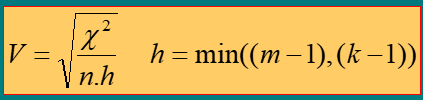 V = √(χ² / n.h) h = min((m − 1), (k − 1))